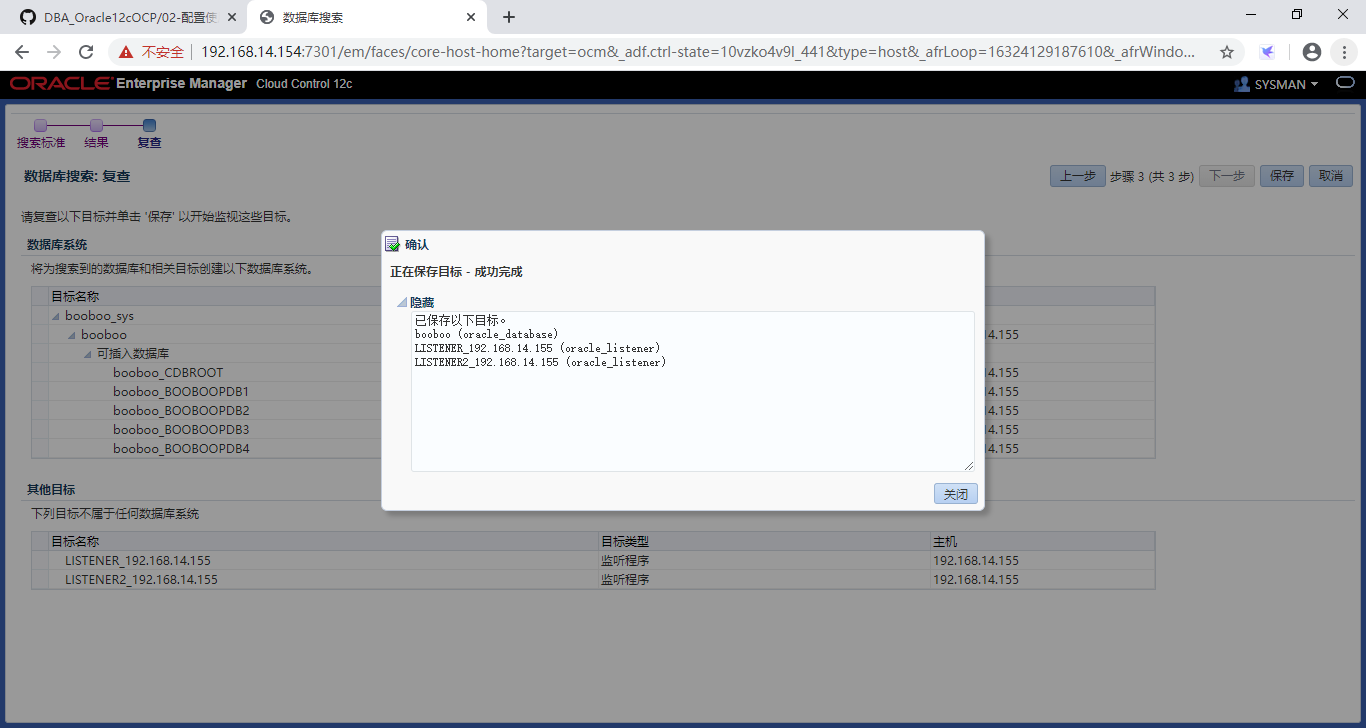 DBA_Oracle12cOCP/02-配置使
数据库搜索
不安全
192.168.14.154:7301/em/faces/core-host-home?target=ocm&_adf.ctrl-state=10vzko4v9l_441&type=host&_afrLoop=16324129187610&_afrWindo...
ORACLE Enterprise Manager Cloud Control 12c
SYSMAN
搜索标准 结果 复查
数据库搜索: 复查
上一步 步骤 3 (共 3 步) 下一步 保存 取消
请复查以下目标并单击 '保存' 以开始监视这些目标。
数据库系统
将为搜索到的数据库和相关目标创建以下数据库系统。
目标名称
booboo_sys
booboo
4.155
可插入数据库
booboo_CDBROOT
4.155
booboo_BOOBOOPDB1
4.155
booboo_BOOBOOPDB2
4.155
booboo_BOOBOOPDB3
4.155
booboo_BOOBOOPDB4
4.155
确认
正在保存目标 - 成功完成
隐藏
已保存以下目标。
booboo (oracle_database)
LISTENER_192.168.14.155 (oracle_listener)
LISTENER2_192.168.14.155 (oracle_listener)
关闭
其他目标
下列目标不属于任何数据库系统
目标名称 目标类型 主机
LISTENER_192.168.14.155 监听程序 192.168.14.155
LISTENER2_192.168.14.155 监听程序 192.168.14.155